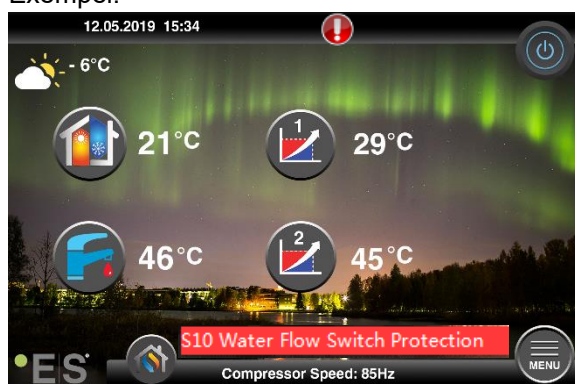 Exempel:
12.05.2019 15:34
- 6°C
21°C
1
29°C
46°C
2
45°C
S10 Water Flow Switch Protection
•ES
Compressor Speed: 85Hz
MENU